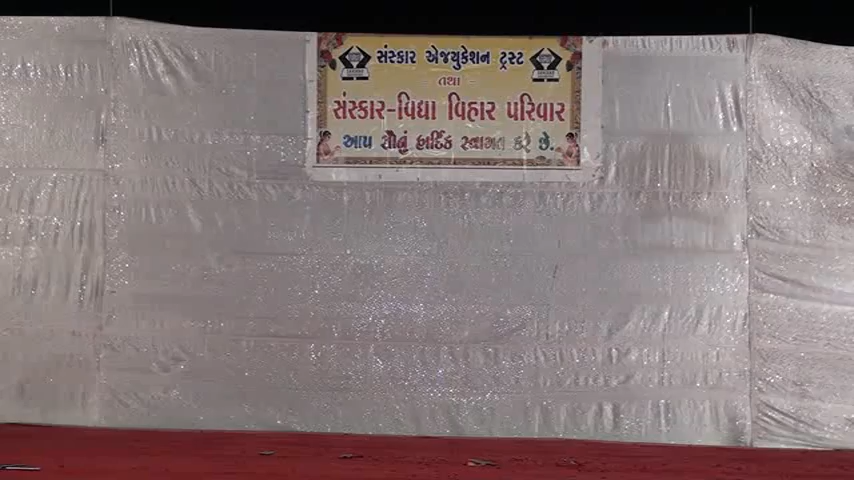 સંસ્કાર એજ્યુકેશન ટ્રસ્ટ
તથા
સંસ્કાર-વિદ્યા વિહાર પરિવાર
આપ સૌનું હાર્દિક સ્વાગત કરે છે.